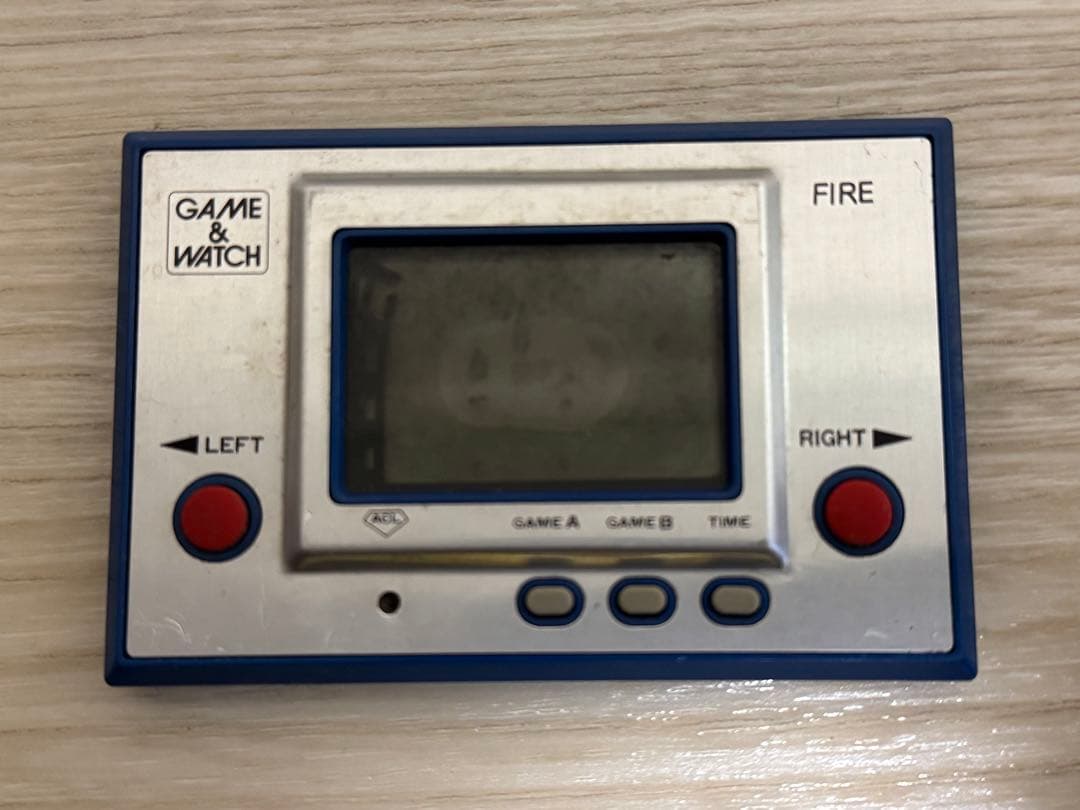 GAME
&
WATCH
FIRE
◀ LEFT
RIGHT ▶
ACL
GAME A
GAME B
TIME